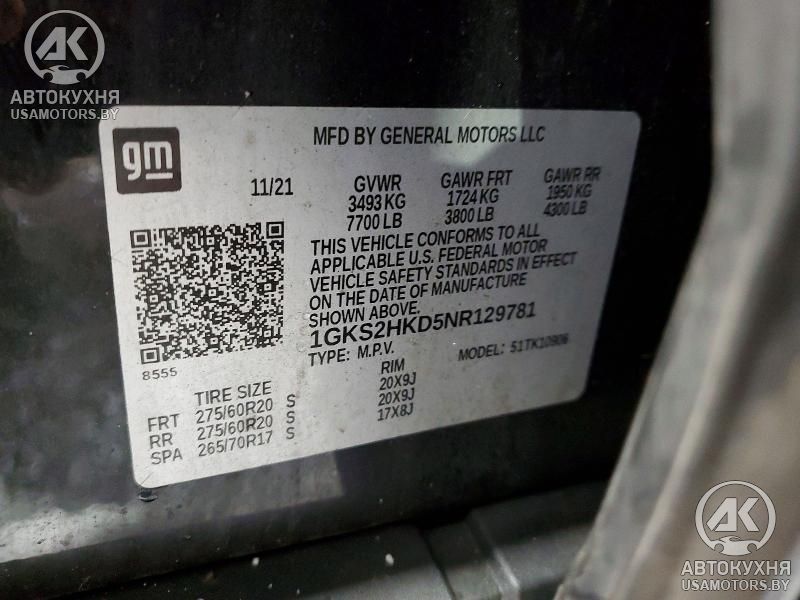 AK
АВТОКУХНЯ
USAMOTORS.BY
gm
MFD BY GENERAL MOTORS LLC
11/21
GVWR
3493 KG
7700 LB
GAWR FRT
1724 KG
3800 LB
GAWR RR
1950 KG
4300 LB
THIS VEHICLE CONFORMS TO ALL
APPLICABLE U.S. FEDERAL MOTOR
VEHICLE SAFETY STANDARDS IN EFFECT
ON THE DATE OF MANUFACTURE
SHOWN ABOVE.
1GKS2HKD5NR129781
TYPE: M.P.V.
MODEL: 51TK10906
8555
TIRE SIZE RIM
FRT 275/60R20 S 20X9J
RR 275/60R20 S 20X9J
SPA 265/70R17 S 17X8J
AK
АВТОКУХНЯ
USAMOTORS.BY